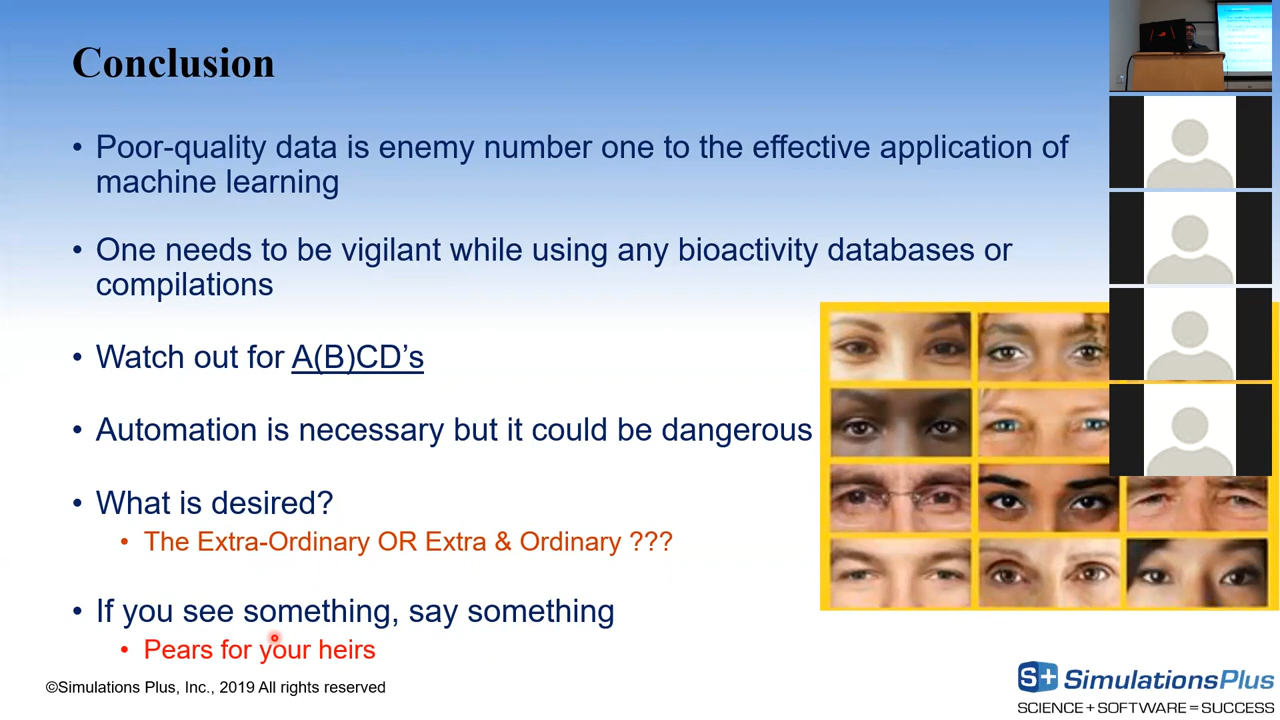 Conclusion
• Poor-quality data is enemy number one to the effective application of
machine learning
• One needs to be vigilant while using any bioactivity databases or
compilations
• Watch out for A(B)CD’s
• Automation is necessary but it could be dangerous
• What is desired?
• The Extra-Ordinary OR Extra & Ordinary ???
• If you see something, say something
• Pears for your heirs
©Simulations Plus, Inc., 2019 All rights reserved
S+ SimulationsPlus
SCIENCE + SOFTWARE = SUCCESS